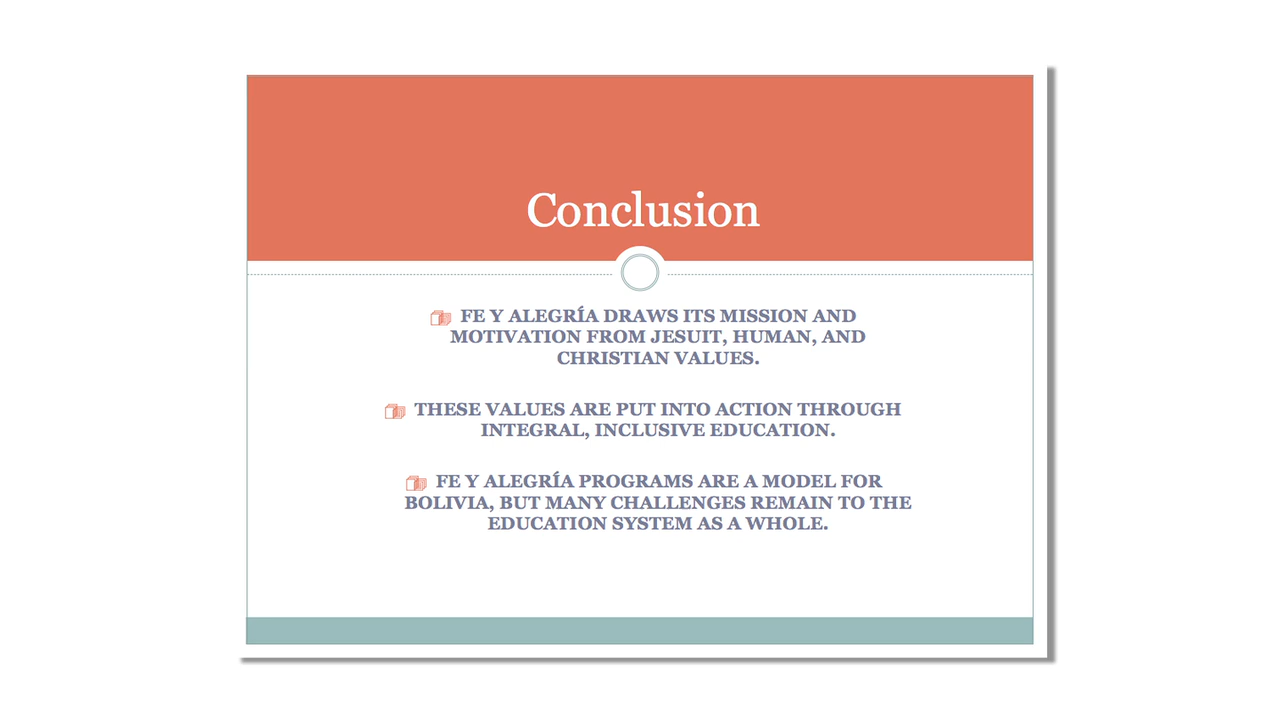 Conclusion
FE Y ALEGRÍA DRAWS ITS MISSION AND
MOTIVATION FROM JESUIT, HUMAN, AND
CHRISTIAN VALUES.
THESE VALUES ARE PUT INTO ACTION THROUGH
INTEGRAL, INCLUSIVE EDUCATION.
FE Y ALEGRÍA PROGRAMS ARE A MODEL FOR
BOLIVIA, BUT MANY CHALLENGES REMAIN TO THE
EDUCATION SYSTEM AS A WHOLE.